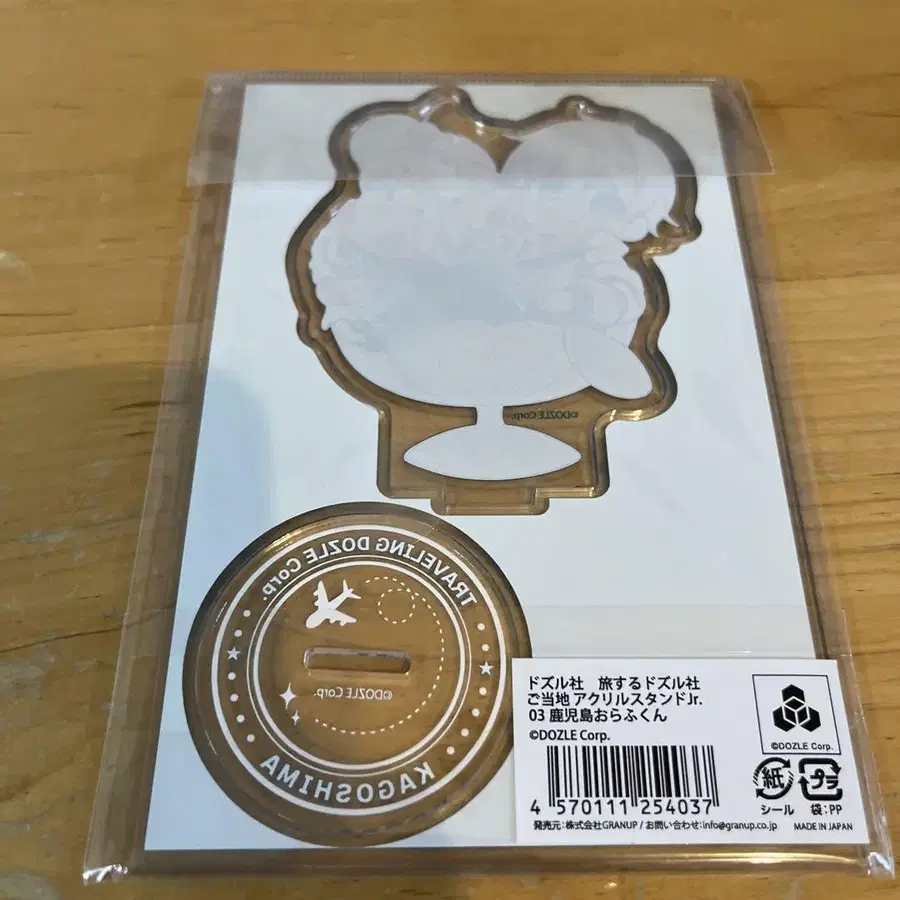 ©DOZLE Corp.
TRAVELING DOZLE Corp.
©DOZLE Corp.
KAGOSHIMA
ドズル社 旅するドズル社
ご当地 アクリルスタンドJr.
03 鹿児島おらふくん
©DOZLE Corp.
©DOZLE Corp.
4 570111 254037
紙 プラ
シール 袋:PP
発売元:株式会社GRANUP / お問い合わせ:info@granup.co.jp MADE IN JAPAN